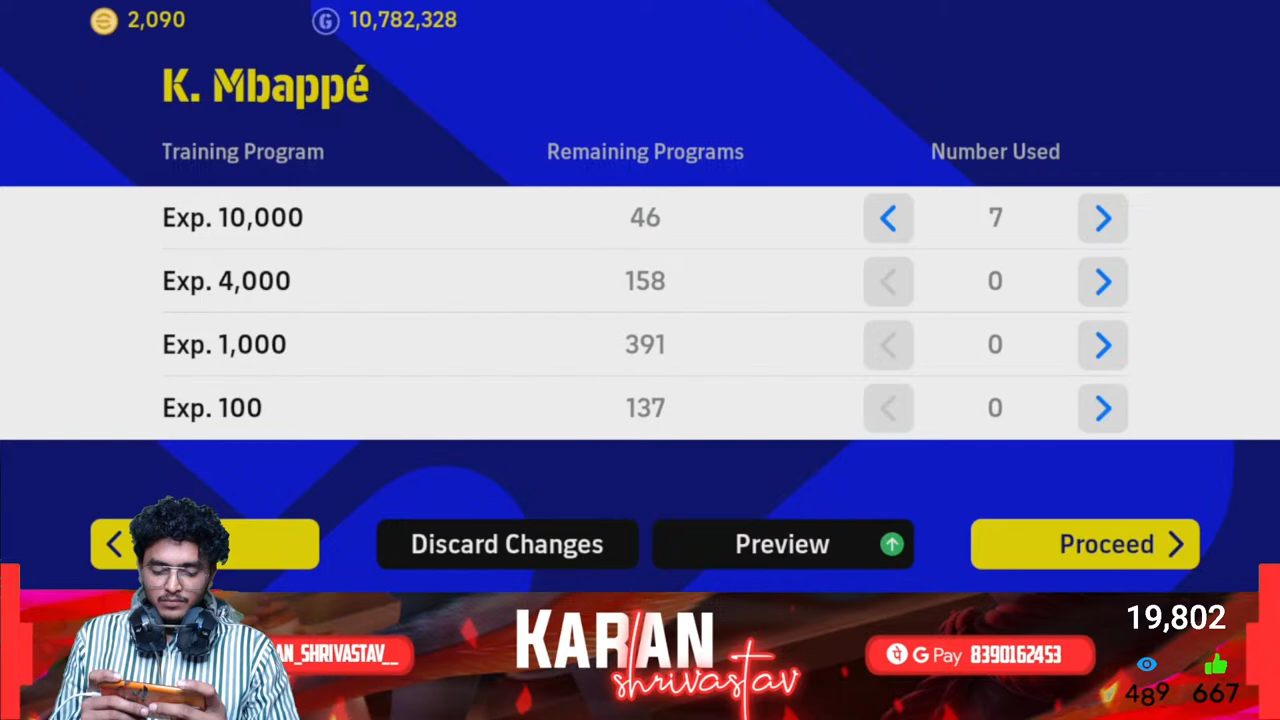 2,090
10,782,328
K. Mbappé
Training Program Remaining Programs Number Used
Exp. 10,000 46 7
Exp. 4,000 158 0
Exp. 1,000 391 0
Exp. 100 137 0
Discard Changes Preview Proceed
KARAN
shrivastav
AN_SHRIVASTAV__
G Pay 8390162453
19,802
489 667